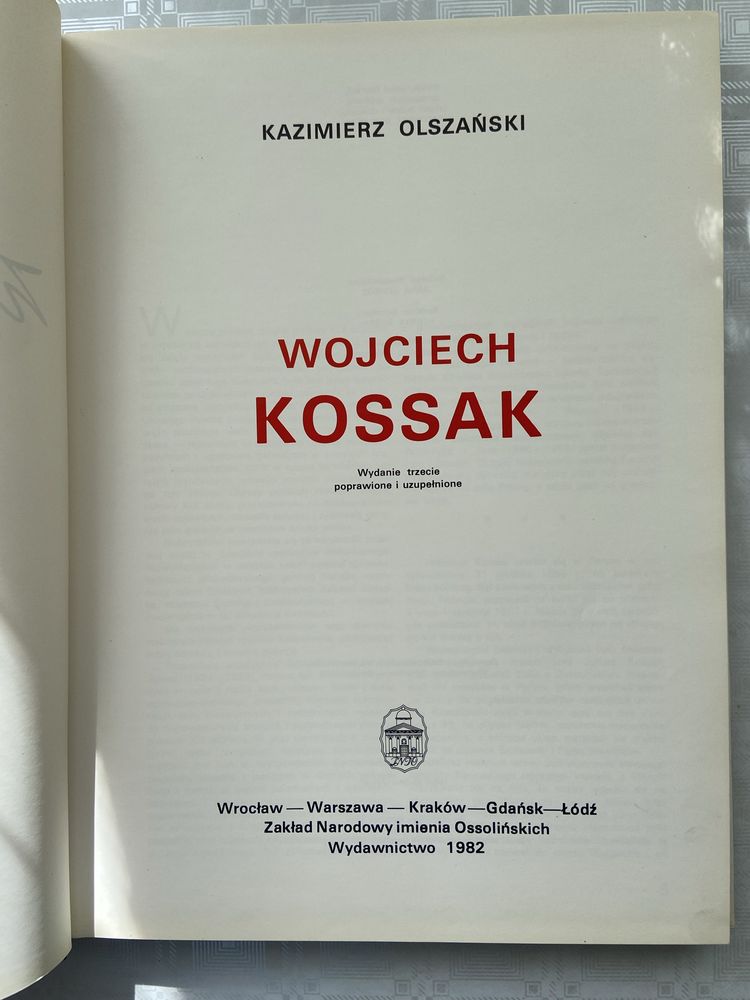 KAZIMIERZ OLSZAŃSKI
WOJCIECH
KOSSAK
Wydanie trzecie
poprawione i uzupełnione
Wrocław — Warszawa — Kraków — Gdańsk — Łódź
Zakład Narodowy imienia Ossolińskich
Wydawnictwo 1982